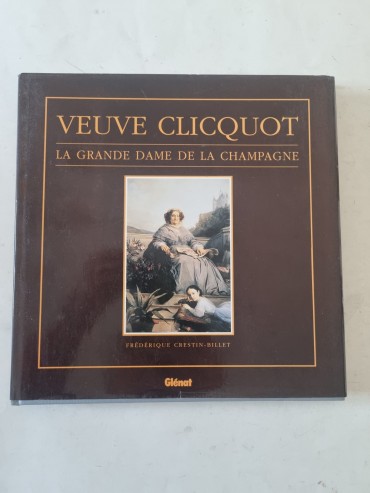 VEUVE CLICQUOT
LA GRANDE DAME DE LA CHAMPAGNE
FRÉDÉRIQUE CRESTIN-BILLET
Glénat